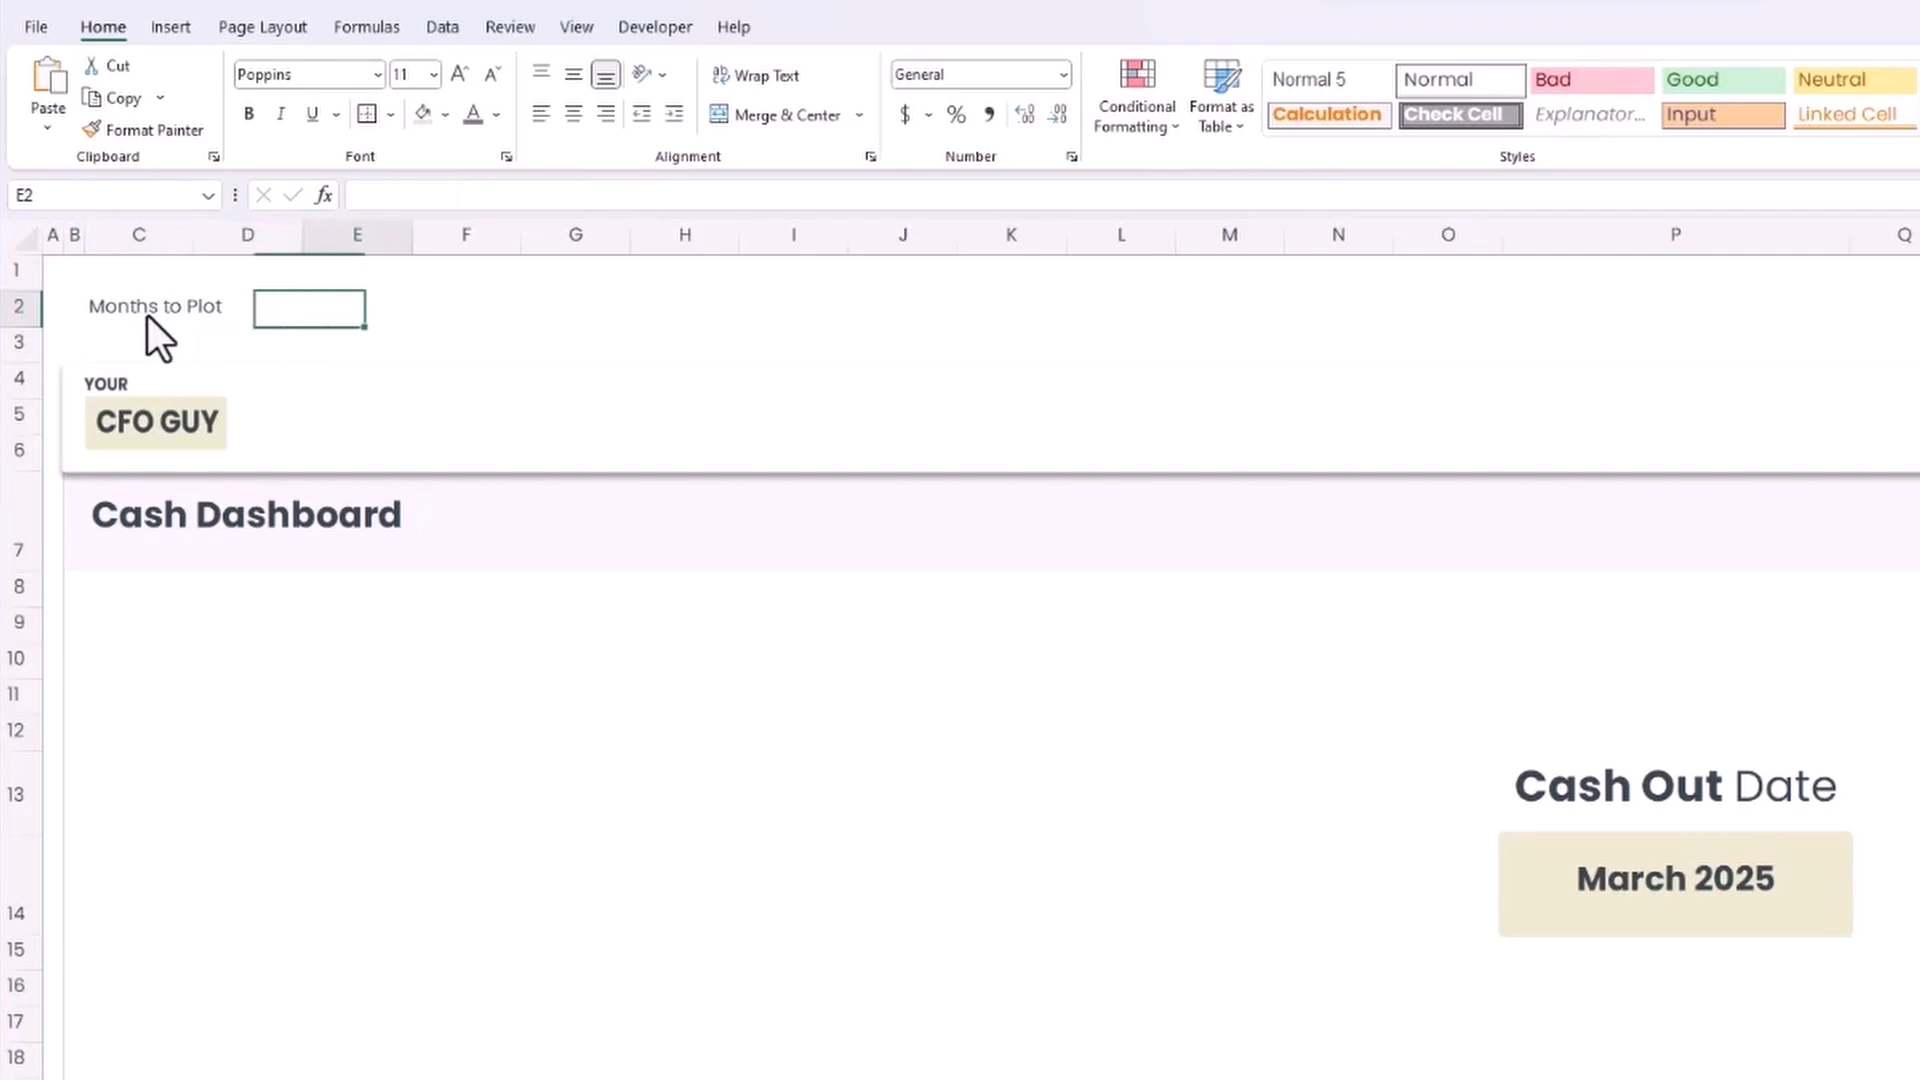 File Home Insert Page Layout Formulas Data Review View Developer Help
Paste
Cut
Copy
Format Painter
Clipboard
Poppins 11
B I U
Font
Wrap Text
Merge & Center
Alignment
General
$ %
Number
Conditional Formatting
Format as Table
Normal 5 Normal Bad Good Neutral
Calculation Check Cell Explanator... Input Linked Cell
Styles
E2 fx
A B C D E F G H I J K L M N O P Q
1
2 Months to Plot
3
4 YOUR
5 CFO GUY
6
Cash Dashboard
7
8
9
10
11
12
13 Cash Out Date
March 2025
14
15
16
17
18